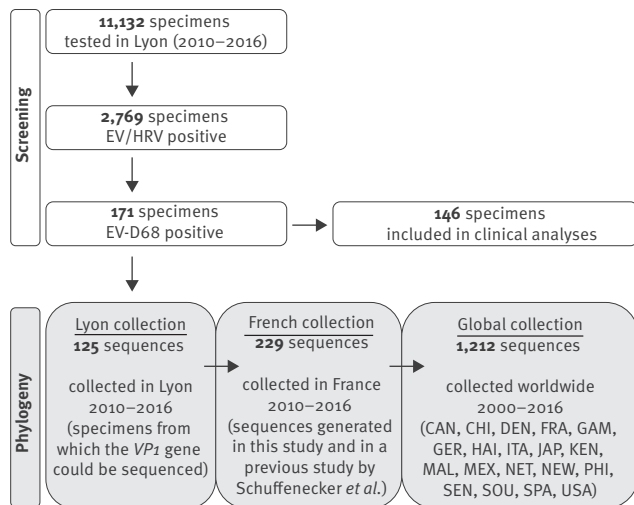 Screening
11,132 specimens
tested in Lyon (2010–2016)
2,769 specimens
EV/HRV positive
171 specimens
EV-D68 positive
146 specimens
included in clinical analyses
Phylogeny
Lyon collection
125 sequences
collected in Lyon
2010–2016
(specimens from
which the VP1 gene
could be sequenced)
French collection
229 sequences
collected in France
2010–2016
(sequences generated
in this study and in a
previous study by
Schuffenecker et al.)
Global collection
1,212 sequences
collected worldwide
2000–2016
(CAN, CHI, DEN, FRA, GAM,
GER, HAI, ITA, JAP, KEN,
MAL, MEX, NET, NEW, PHI,
SEN, SOU, SPA, USA)